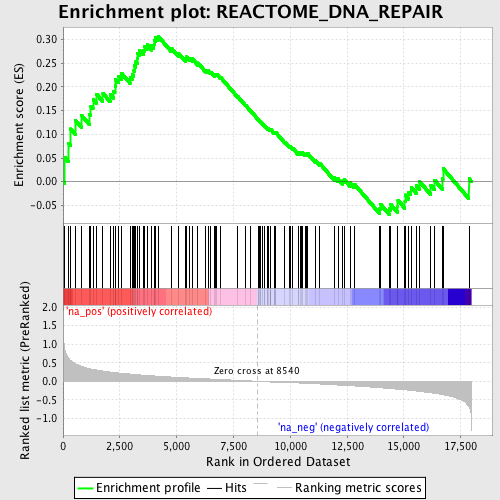 Enrichment plot: REACTOME_DNA_REPAIR
Enrichment score (ES)
0.30
0.25
0.20
0.15
0.10
0.05
0.00
-0.05
'na_pos' (positively correlated)
Ranked list metric (PreRanked)
2.0
1.5
1.0
0.5
0.0
-0.5
-1.0
Zero cross at 8540
'na_neg' (negatively correlated)
0
2,500
5,000
7,500
10,000
12,500
15,000
17,500
Rank in Ordered Dataset
Enrichment profile
Hits
Ranking metric scores